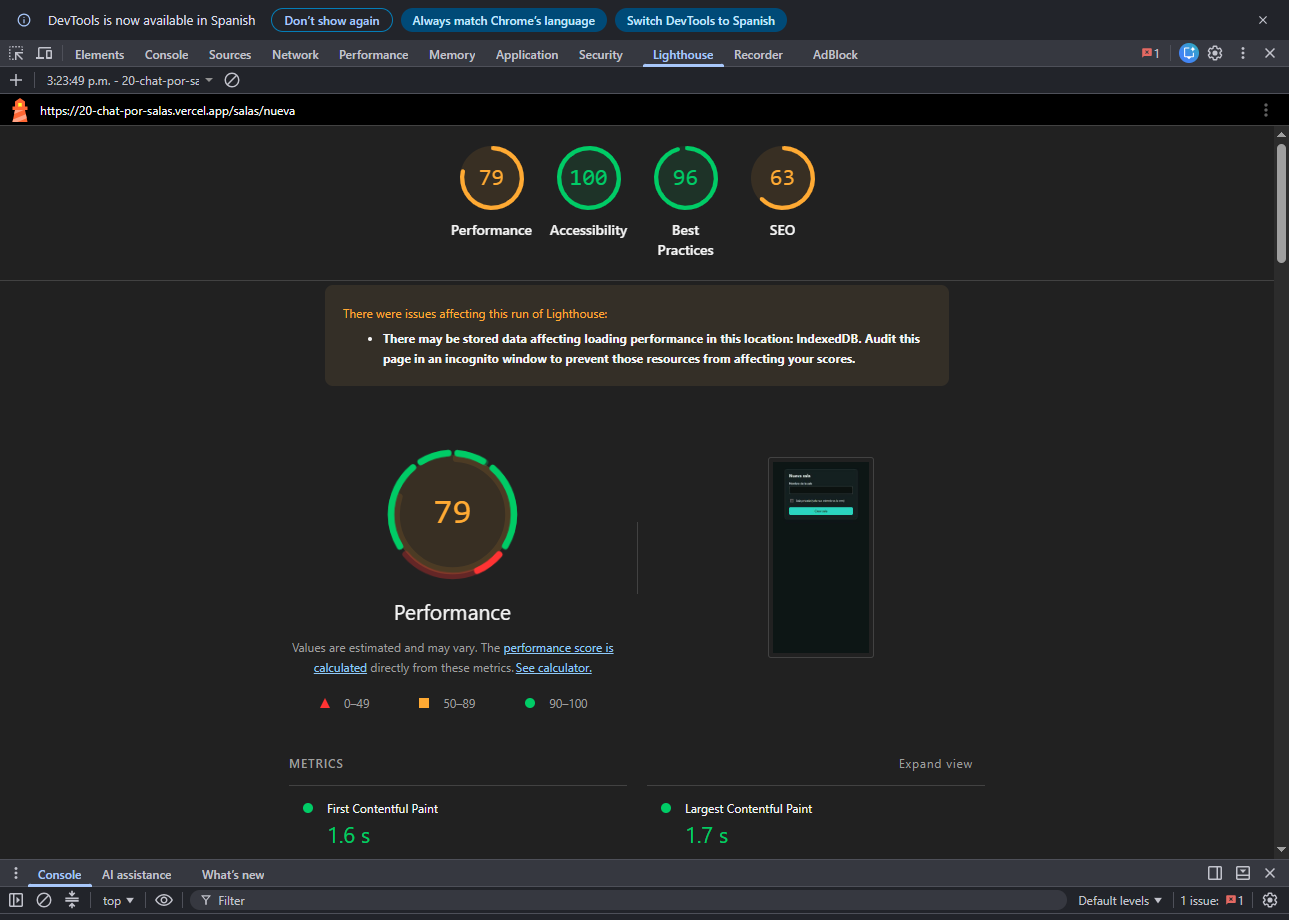 DevTools is now available in Spanish Don't show again Always match Chrome's language Switch DevTools to Spanish
Elements Console Sources Network Performance Memory Application Security Lighthouse Recorder AdBlock 1
3:23:49 p.m. - 20-chat-por-sa
https://20-chat-por-salas.vercel.app/salas/nueva
79 100 96 63
Performance Accessibility Best Practices SEO
There were issues affecting this run of Lighthouse:
• There may be stored data affecting loading performance in this location: IndexedDB. Audit this
page in an incognito window to prevent those resources from affecting your scores.
79
Nueva sala
Performance
Values are estimated and may vary. The performance score is
calculated directly from these metrics. See calculator.
0–49 50–89 90–100
METRICS Expand view
First Contentful Paint Largest Contentful Paint
1.6 s 1.7 s
Console AI assistance What's new
top Filter Default levels 1 issue: 1